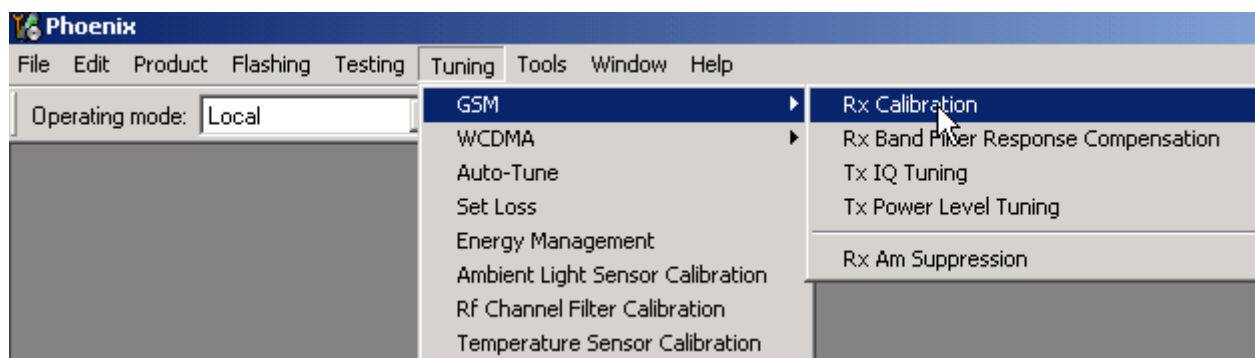 Phoenix
File Edit Product Flashing Testing Tuning Tools Window Help
Operating mode: Local
GSM
WCDMA
Auto-Tune
Set Loss
Energy Management
Ambient Light Sensor Calibration
Rf Channel Filter Calibration
Temperature Sensor Calibration
Rx Calibration
Rx Band Filter Response Compensation
Tx IQ Tuning
Tx Power Level Tuning
Rx Am Suppression